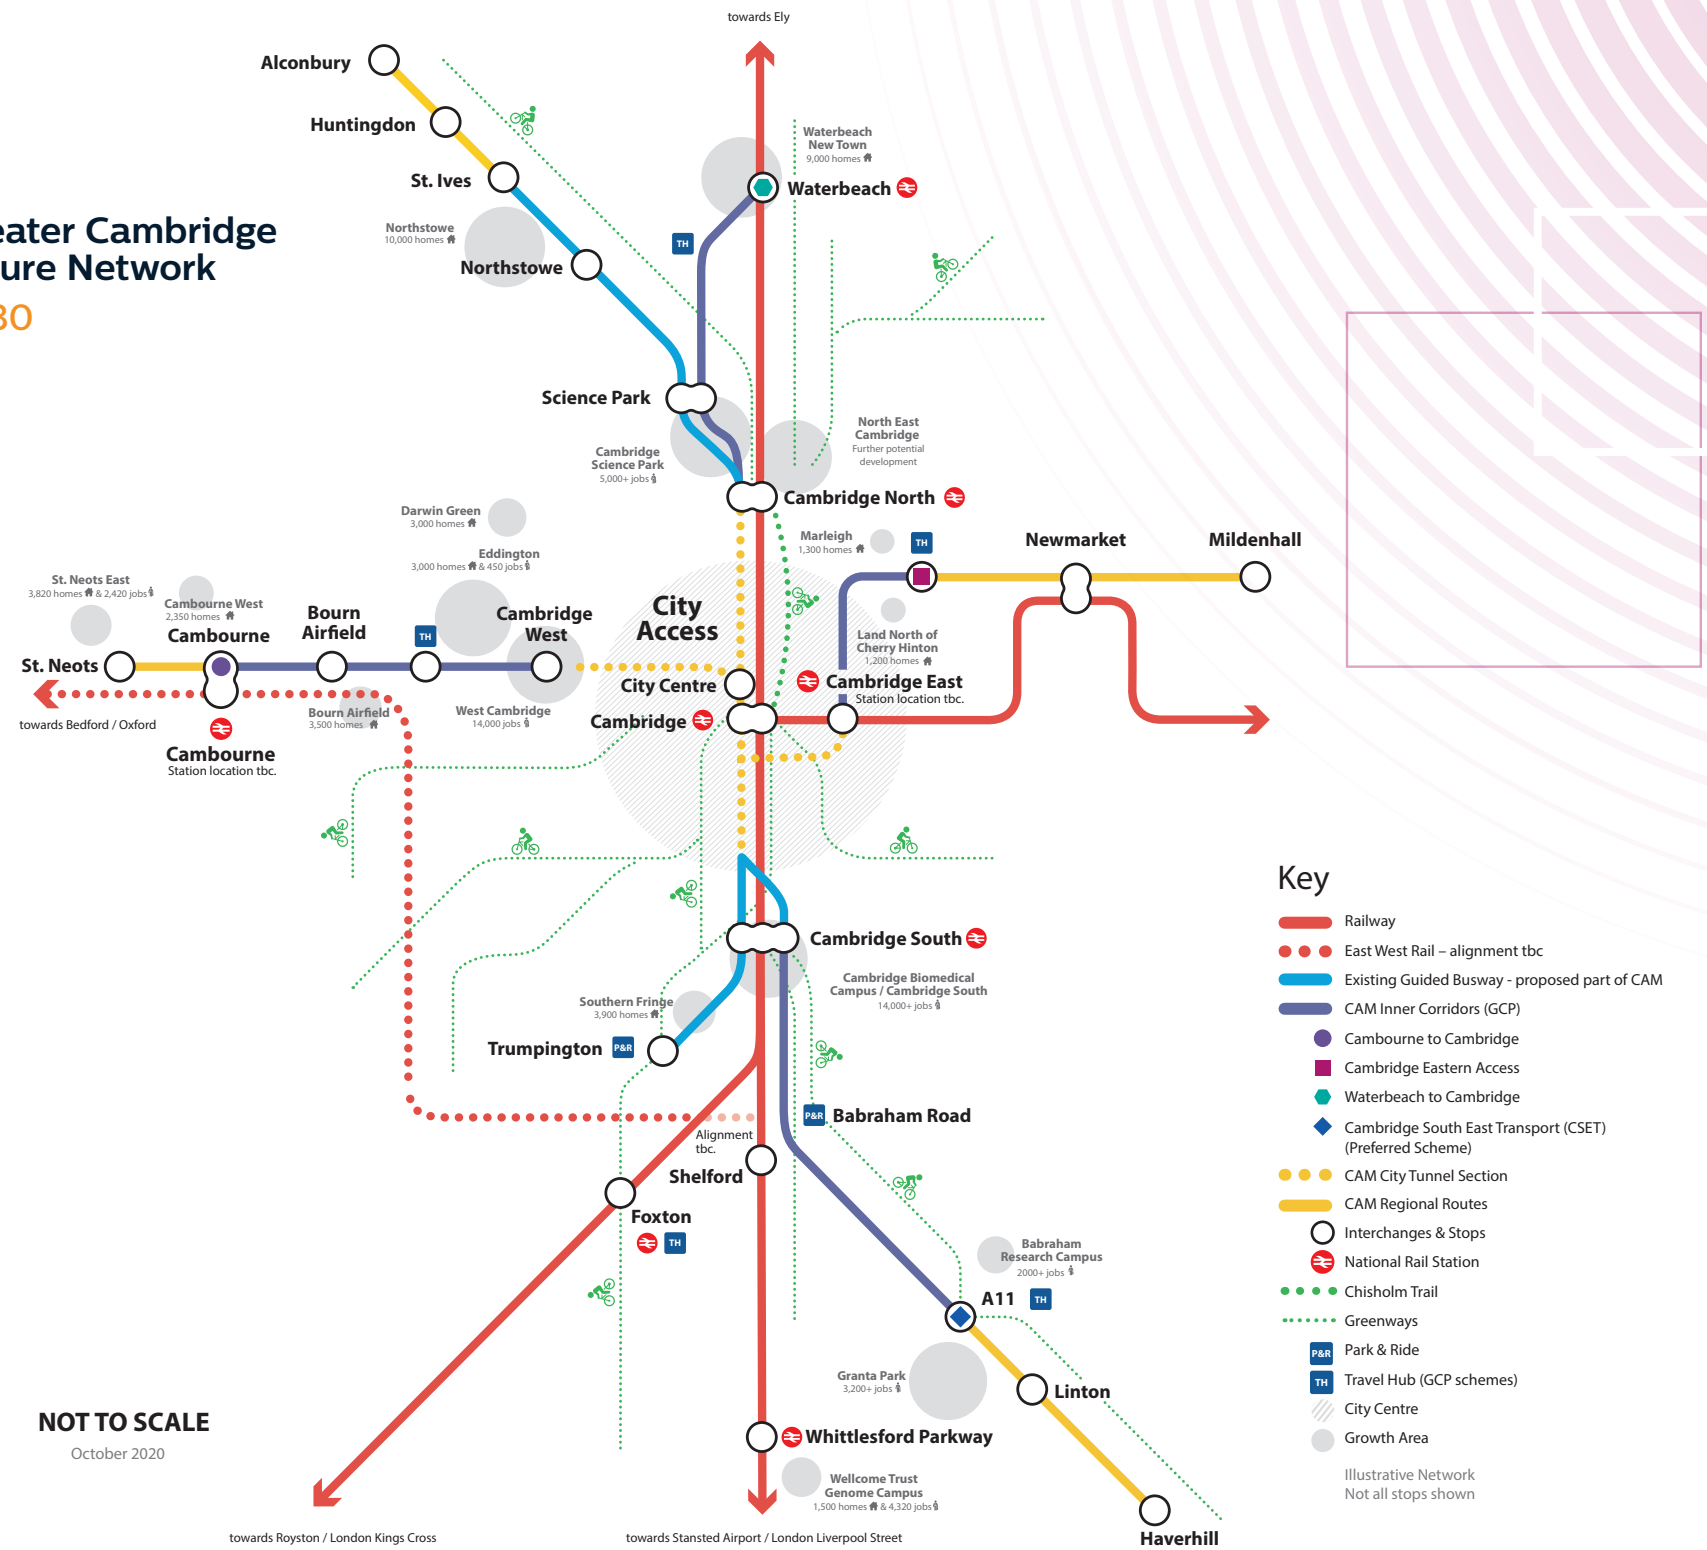 towards Ely
Alconbury
Huntingdon
St. Ives
Waterbeach
New Town
9,000 homes
Waterbeach
eater Cambridge
ure Network
30
Northstowe
10,000 homes
Northstowe
TH
Science Park
Cambridge
Science Park
5,000+ jobs
North East
Cambridge
Further potential
development
Cambridge North
Darwin Green
3,000 homes
Eddington
3,000 homes & 450 jobs
Marleigh
1,300 homes
TH
Newmarket
Mildenhall
St. Neots East
3,820 homes & 2,420 jobs
Cambourne West
2,350 homes
Cambourne
Bourn
Airfield
TH
Cambridge
West
City
Access
Land North of
Cherry Hinton
1,200 homes
St. Neots
City Centre
Cambridge East
Station location tbc.
towards Bedford / Oxford
Bourn Airfield
3,500 homes
West Cambridge
14,000 jobs
Cambridge
Cambourne
Station location tbc.
Cambridge South
Cambridge Biomedical
Campus / Cambridge South
14,000+ jobs
Southern Fringe
3,900 homes
Trumpington
P&R
P&R
Babraham Road
Alignment
tbc.
Shelford
Foxton
TH
Babraham
Research Campus
2000+ jobs
A11
TH
Granta Park
3,200+ jobs
Linton
Whittlesford Parkway
Wellcome Trust
Genome Campus
1,500 homes & 4,320 jobs
Haverhill
NOT TO SCALE
October 2020
towards Royston / London Kings Cross
towards Stansted Airport / London Liverpool Street
Key
Railway
East West Rail – alignment tbc
Existing Guided Busway - proposed part of CAM
CAM Inner Corridors (GCP)
Cambourne to Cambridge
Cambridge Eastern Access
Waterbeach to Cambridge
Cambridge South East Transport (CSET)
(Preferred Scheme)
CAM City Tunnel Section
CAM Regional Routes
Interchanges & Stops
National Rail Station
Chisholm Trail
Greenways
P&R
Park & Ride
TH
Travel Hub (GCP schemes)
City Centre
Growth Area
Illustrative Network
Not all stops shown